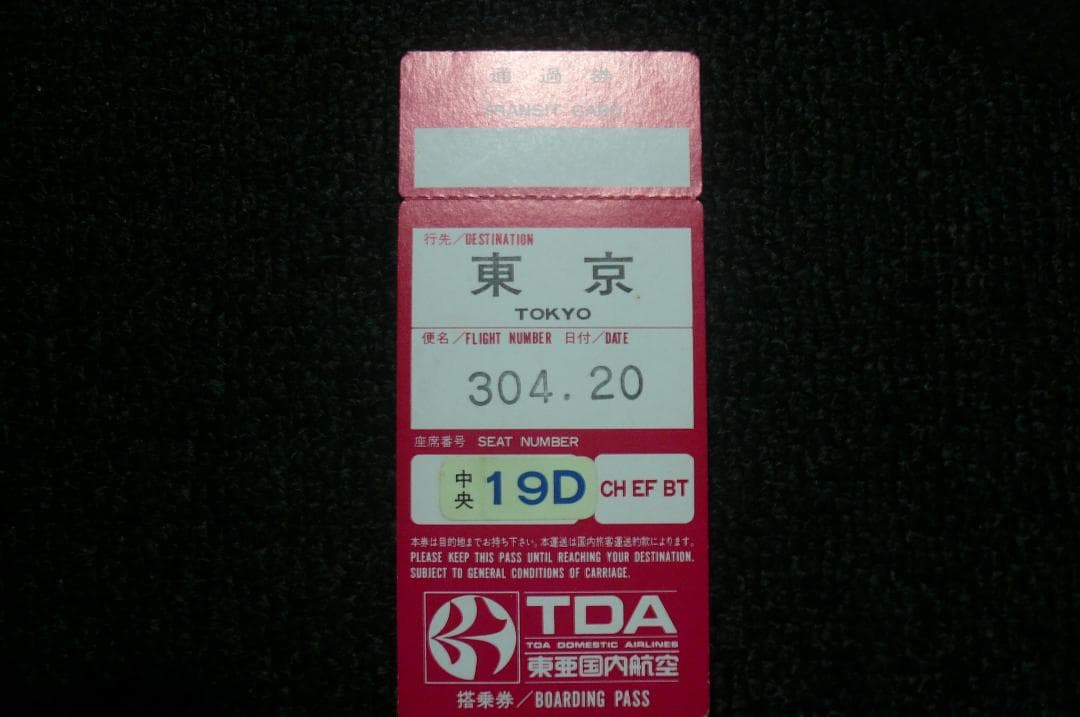 通過券
TRANSIT CARD
行先／DESTINATION
東京
TOKYO
便名／FLIGHT NUMBER 日付／DATE
304.20
座席番号 SEAT NUMBER
中央 19D CH EF BT
本券は目的地までお持ち下さい。本運送は国内旅客運送約款によります。
PLEASE KEEP THIS PASS UNTIL REACHING YOUR DESTINATION.
SUBJECT TO GENERAL CONDITIONS OF CARRIAGE.
TDA
TOA DOMESTIC AIRLINES
東亜国内航空
搭乗券／BOARDING PASS